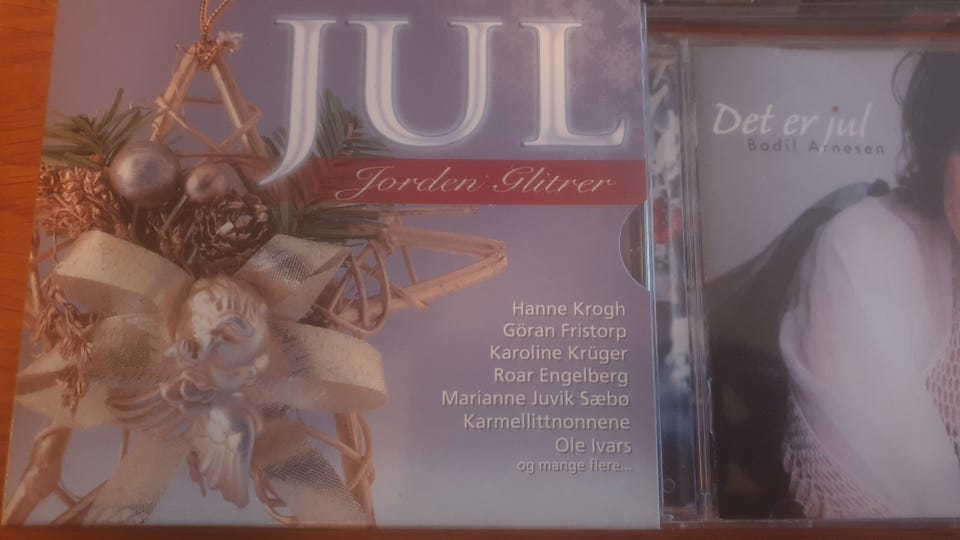 JUL
Jorden Glitrer
Hanne Krogh
Göran Fristorp
Karoline Krüger
Roar Engelberg
Marianne Juvik Sæbø
Karmellittnonnene
Ole Ivars
og mange flere...
Det er jul
Bodil Arnesen